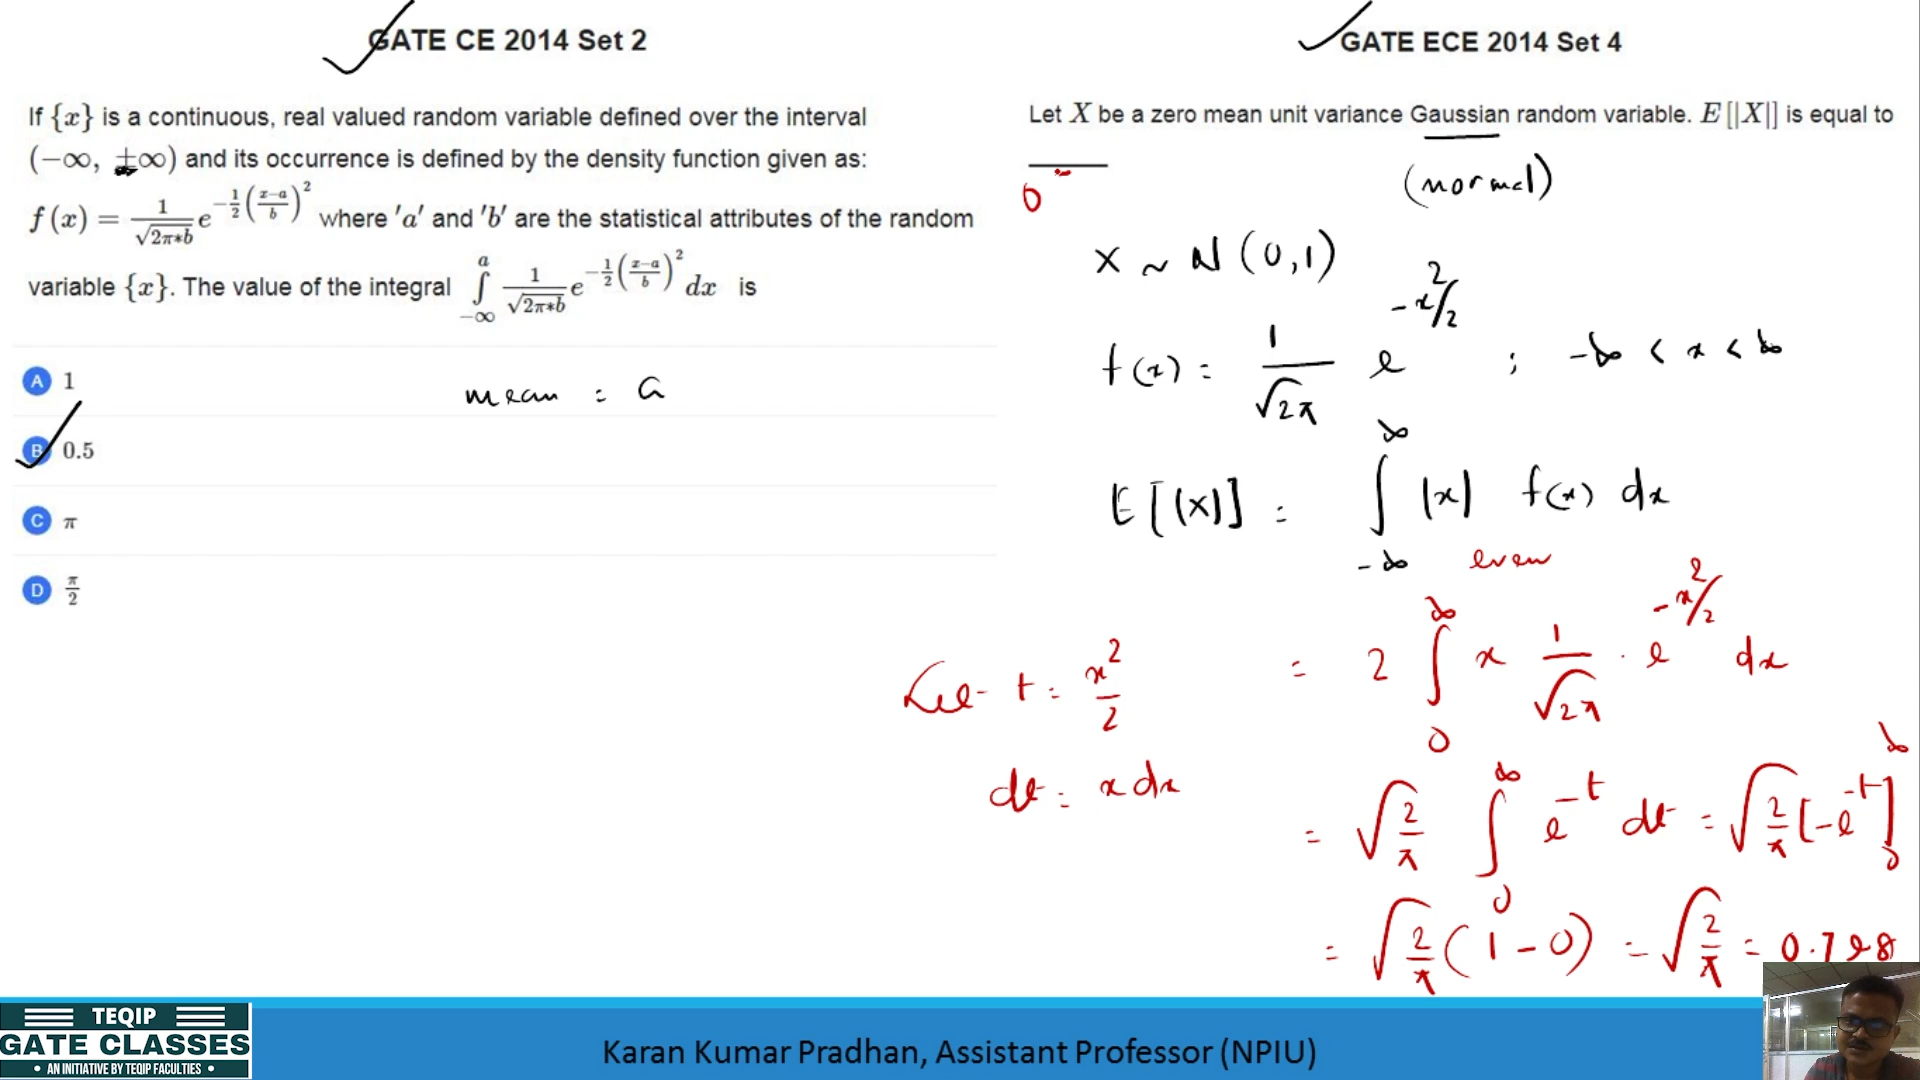 GATE CE 2014 Set 2
If {x} is a continuous, real valued random variable defined over the interval
(−∞, +∞) and its occurrence is defined by the density function given as:
f(x) = 1/√2π∗b e^−1/2((x−a)/b)^2 where 'a' and 'b' are the statistical attributes of the random
variable {x}. The value of the integral ∫_−∞^a 1/√2π∗b e^−1/2((x−a)/b)^2 dx is
A 1
mean = a
B 0.5
C π
D π/2
GATE ECE 2014 Set 4
Let X be a zero mean unit variance Gaussian random variable. E[|X|] is equal to
0
(normal)
X ~ N(0,1)
f(x) = 1/√2π e^−x²/2 ; −∞ < x < ∞
E[|X|] = ∫_−∞^∞ |x| f(x) dx
even
= 2 ∫_0^∞ x 1/√2π · e^−x²/2 dx
Let t = x²/2
dt = x dx
= √2/π ∫_0^∞ e^−t dt = √2/π [−e^−t]_0^∞
= √2/π (1 − 0) = √2/π = 0.798
TEQIP
GATE CLASSES
• AN INITIATIVE BY TEQIP FACULTIES •
Karan Kumar Pradhan, Assistant Professor (NPIU)